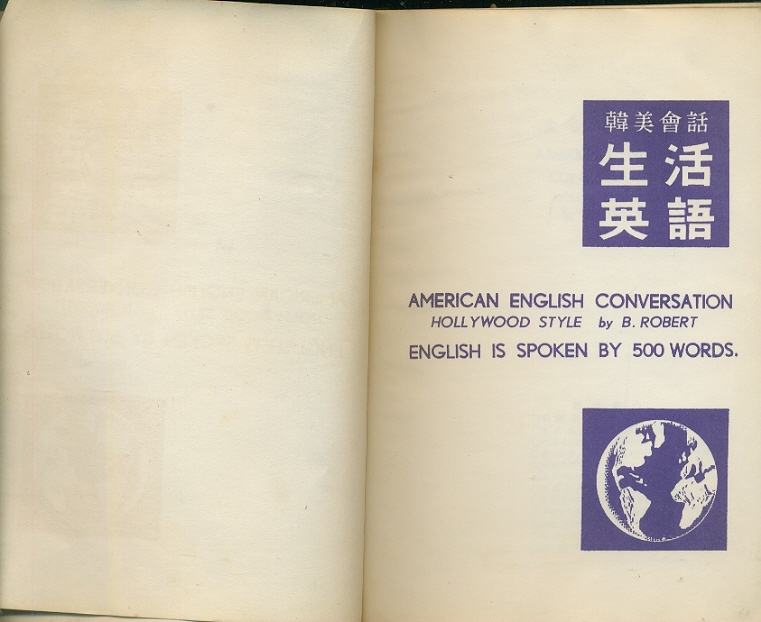 韓美會話
生活
英語
AMERICAN ENGLISH CONVERSATION
HOLLYWOOD STYLE by B. ROBERT
ENGLISH IS SPOKEN BY 500 WORDS.